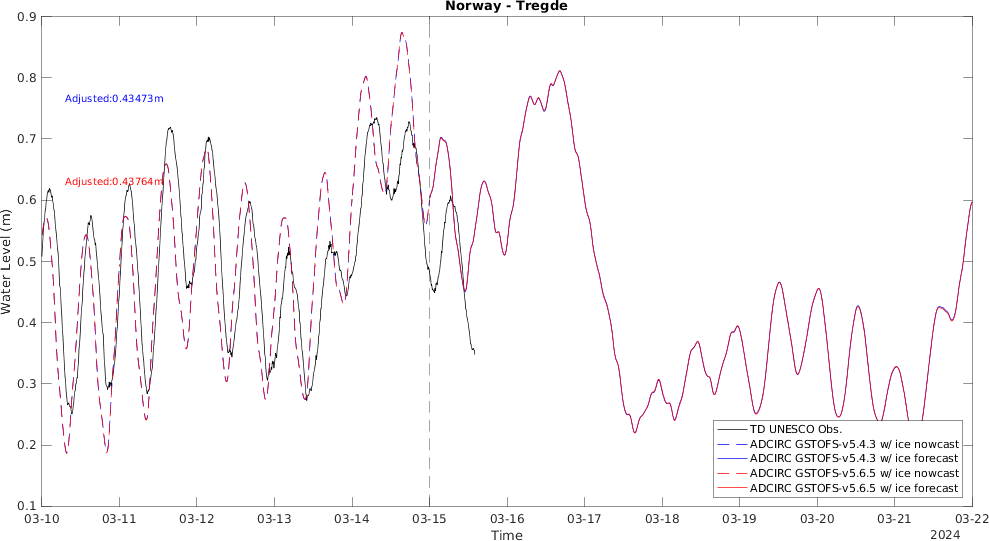 Norway - Tregde
0.9
0.8
0.7
0.6
0.5
0.4
0.3
0.2
0.1
Water Level (m)
Adjusted:0.43473m
Adjusted:0.43764m
TD UNESCO Obs.
ADCIRC GSTOFS-v5.4.3 w/ ice nowcast
ADCIRC GSTOFS-v5.4.3 w/ ice forecast
ADCIRC GSTOFS-v5.6.5 w/ ice nowcast
ADCIRC GSTOFS-v5.6.5 w/ ice forecast
03-10 03-11 03-12 03-13 03-14 03-15 03-16 03-17 03-18 03-19 03-20 03-21 03-22
Time
2024